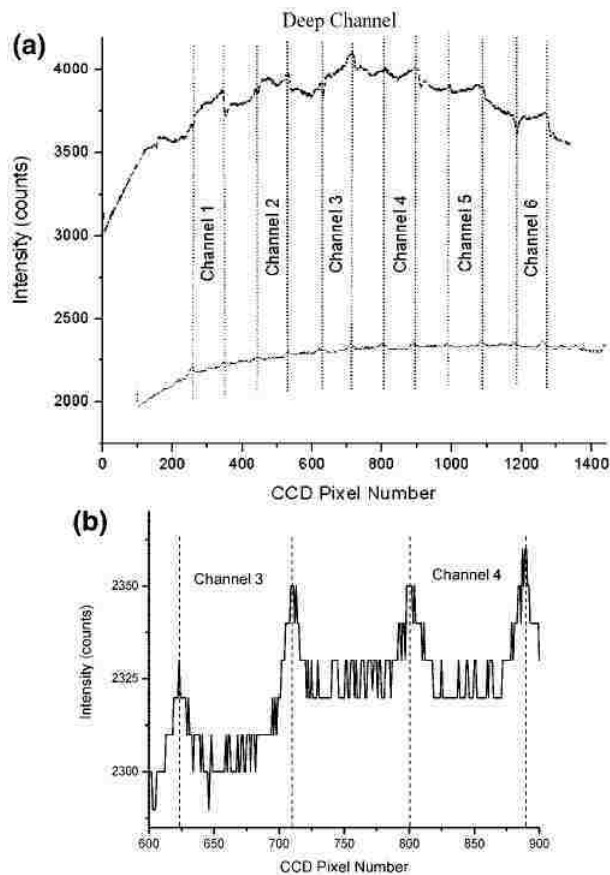 Deep Channel
(a)
4000
3500
3000
2500
2000
Intensity (counts)
Channel 1
Channel 2
Channel 3
Channel 4
Channel 5
Channel 6
0 200 400 600 800 1000 1200 1400
CCD Pixel Number
(b)
Channel 3
Channel 4
2350
2325
2300
Intensity (counts)
600 650 700 750 800 850 900
CCD Pixel Number